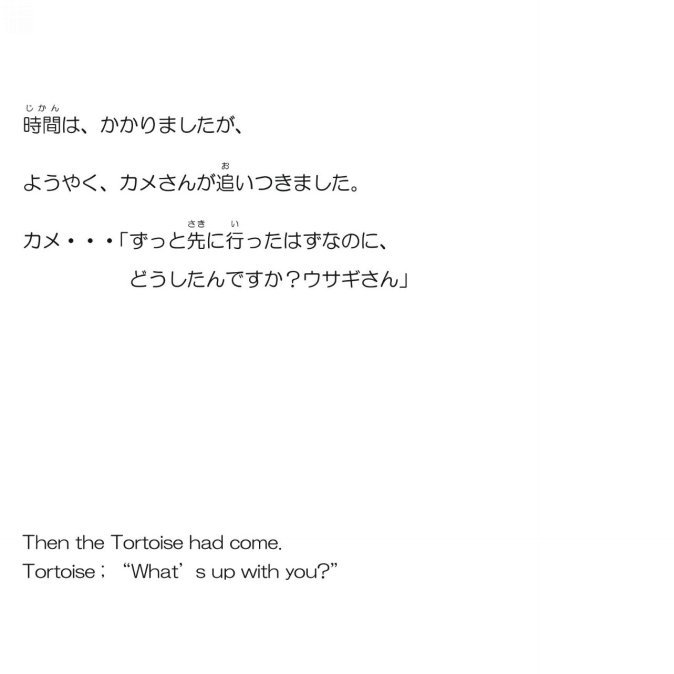 じかん
時間は、かかりましたが、
お
ようやく、カメさんが追いつきました。
さき い
カメ・・・「ずっと先に行ったはずなのに、
どうしたんですか？ウサギさん」
Then the Tortoise had come.
Tortoise； “What’s up with you?”